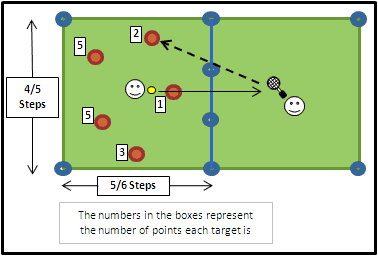 2
5
4/5
Steps
1
5
3
5/6 Steps
The numbers in the boxes represent
the number of points each target is